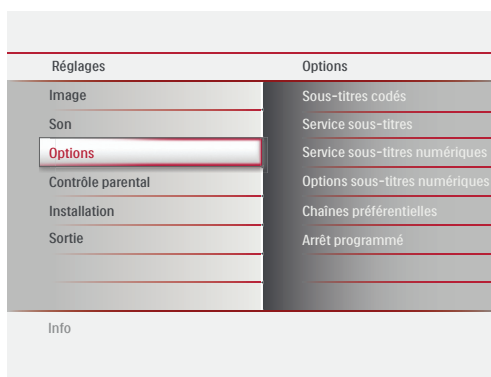 Réglages
Options
Image
Son
Options
Contrôle parental
Installation
Sortie
Sous-titres codés
Service sous-titres
Service sous-titres numériques
Options sous-titres numériques
Chaînes préférentielles
Arrêt programmé
Info